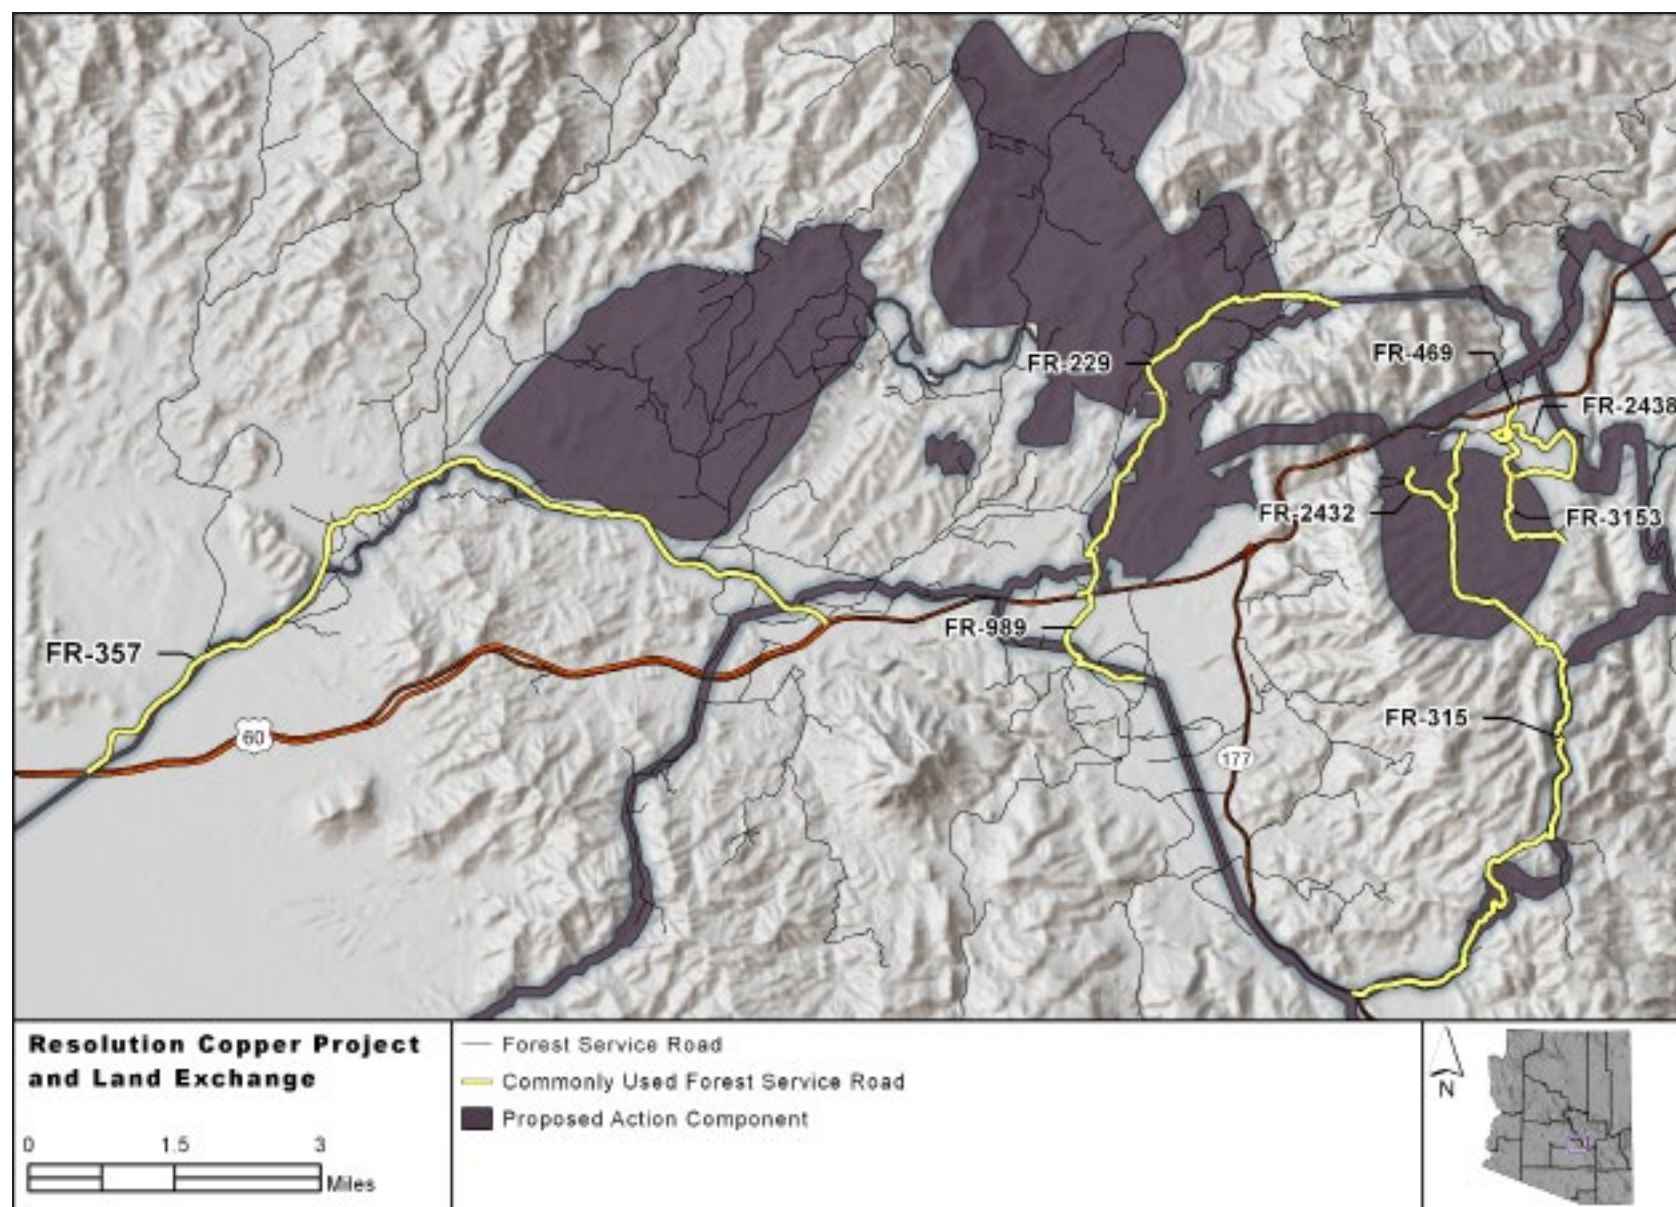 FR-469
FR-229
FR-2438
FR-2432
FR-3153
FR-989
FR-357
FR-315
60
177
Resolution Copper Project
and Land Exchange
0 1.5 3
Miles
Forest Service Road
Commonly Used Forest Service Road
Proposed Action Component
N